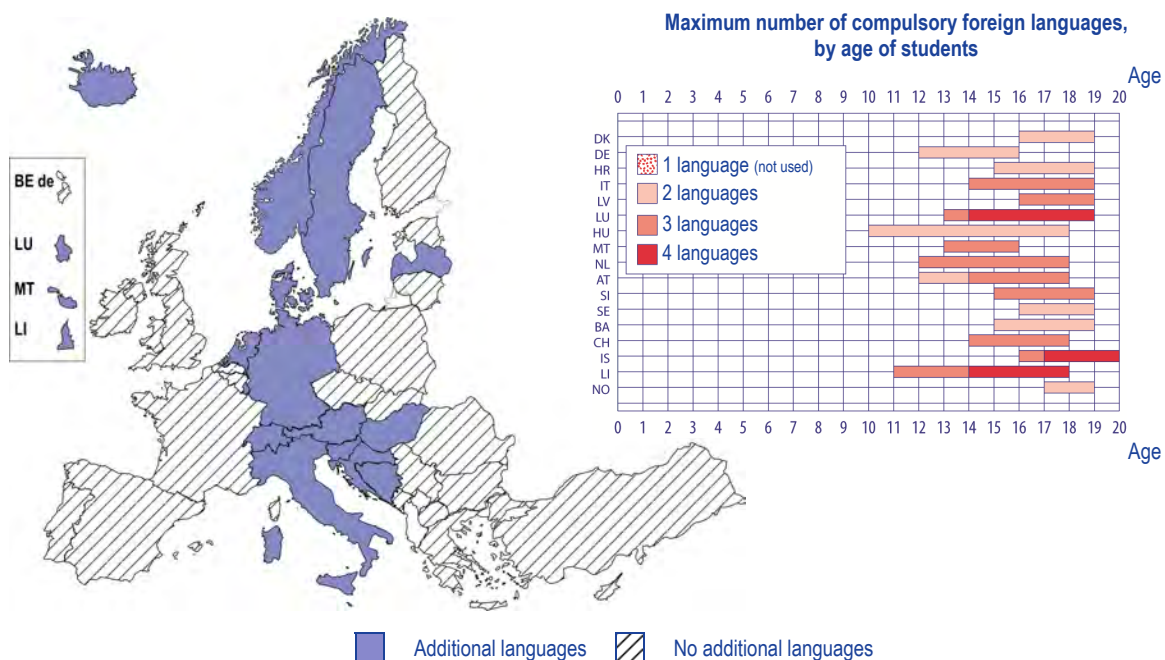 Maximum number of compulsory foreign languages,
by age of students
Age
0 1 2 3 4 5 6 7 8 9 10 11 12 13 14 15 16 17 18 19 20
DK
DE
HR
IT
LV
LU
HU
MT
NL
AT
SI
SE
BA
CH
IS
LI
NO
1 language (not used)
2 languages
3 languages
4 languages
0 1 2 3 4 5 6 7 8 9 10 11 12 13 14 15 16 17 18 19 20
Age
BE de
LU
MT
LI
Additional languages No additional languages